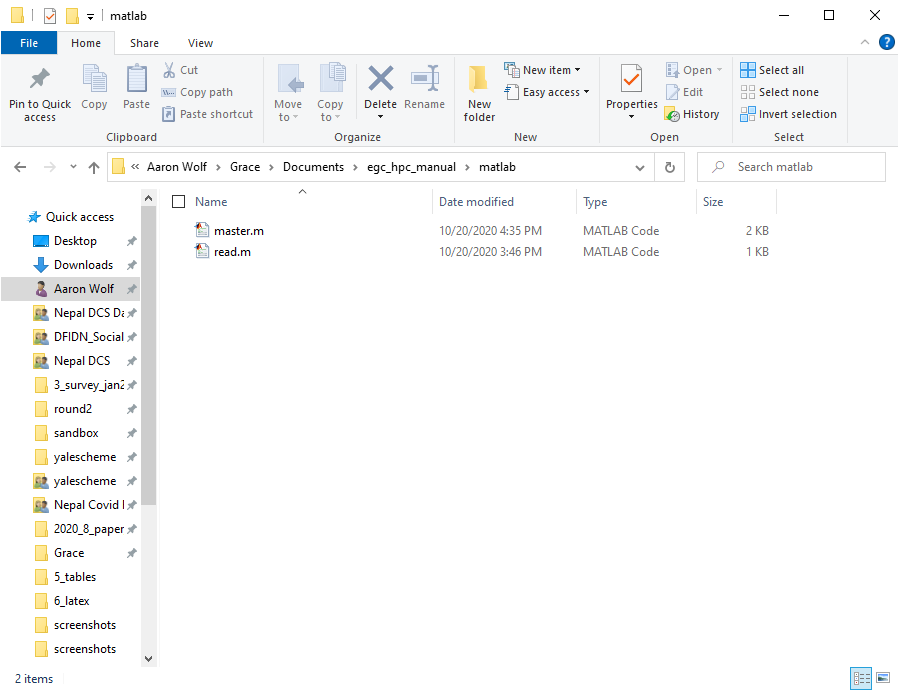 matlab
File Home Share View
Pin to Quick access
Copy
Paste
Cut
Copy path
Paste shortcut
Clipboard
Move to
Copy to
Delete
Rename
Organize
New folder
New item
Easy access
New
Properties
Open
Edit
History
Open
Select all
Select none
Invert selection
Select
« Aaron Wolf › Grace › Documents › egc_hpc_manual › matlab
Search matlab
Name Date modified Type Size
master.m 10/20/2020 4:35 PM MATLAB Code 2 KB
read.m 10/20/2020 3:46 PM MATLAB Code 1 KB
Quick access
Desktop
Downloads
Aaron Wolf
Nepal DCS Da
DFIDN_Social
Nepal DCS
3_survey_jan2
round2
sandbox
yalescheme
yalescheme
Nepal Covid
2020_8_paper
Grace
5_tables
6_latex
screenshots
screenshots
2 items